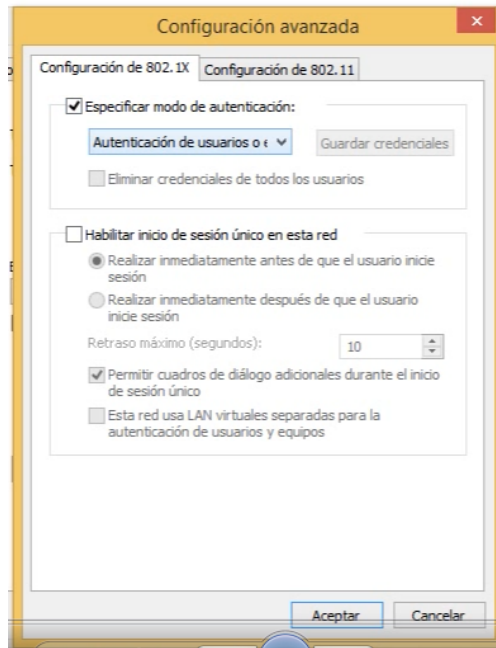 Configuración avanzada
Configuración de 802.1X
Configuración de 802.11
Especificar modo de autenticación:
Autenticación de usuarios o e
Guardar credenciales
Eliminar credenciales de todos los usuarios
Habilitar inicio de sesión único en esta red
Realizar inmediatamente antes de que el usuario inicie
sesión
Realizar inmediatamente después de que el usuario
inicie sesión
Retraso máximo (segundos):
10
Permitir cuadros de diálogo adicionales durante el inicio
de sesión único
Esta red usa LAN virtuales separadas para la
autenticación de usuarios y equipos
Aceptar
Cancelar